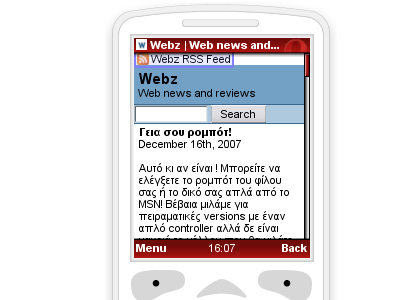 Webz | Web news and...
Webz RSS Feed
Webz
Web news and reviews
Search
Γεια σου ρομπότ!
December 16th, 2007
Αυτό κι αν είναι ! Μπορείτε να
ελέγξετε το ρομπότ του φίλου
σας ή το δικό σας απλά από το
MSN! Βέβαια μιλάμε για
πειραματικές versions με έναν
απλό controller αλλά δε είναι
Menu 16:07 Back